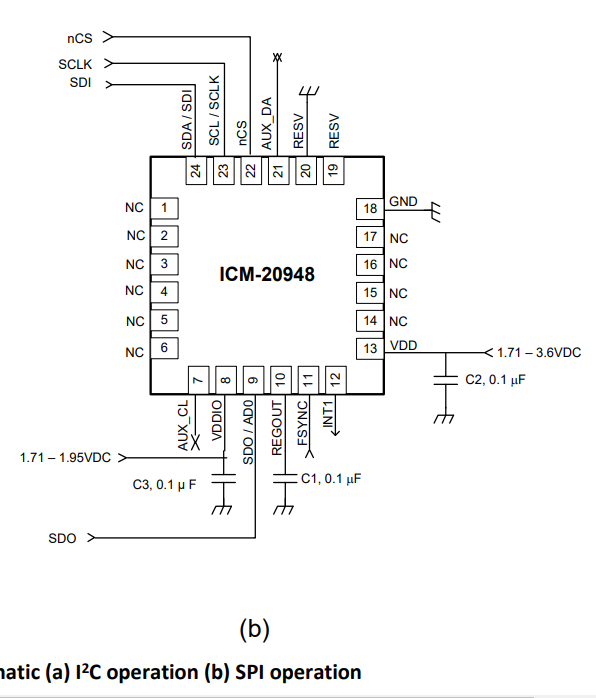 nCS
SCLK
SDI
SDA / SDI
SCL / SCLK
nCS
AUX_DA
RESV
RESV
24
23
22
21
20
19
NC 1
NC 2
NC 3
NC 4
NC 5
NC 6
ICM-20948
18 GND
17 NC
16 NC
15 NC
14 NC
13 VDD
1.71 – 3.6VDC
C2, 0.1 µF
7
8
9
10
11
12
AUX_CL
VDDIO
SDO / AD0
REGOUT
FSYNC
INT1
1.71 – 1.95VDC
C3, 0.1 µ F
C1, 0.1 µF
SDO
(b)
natic (a) I²C operation (b) SPI operation